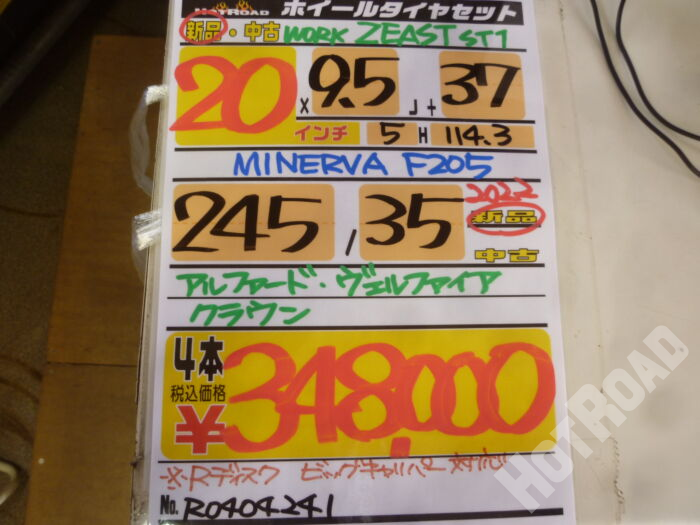 HOTROAD ホイールタイヤセット
新品・中古 WORK ZEAST ST1
20 x 9.5 J + 37
インチ 5 H 114.3
MINERVA F205
245 / 35 2022 新品
中古
アルファード・ヴェルファイア
クラウン
4本
税込価格
¥348,000
※Rディスク ビッグキャリパー対応
No. R0404.241
HOTROAD